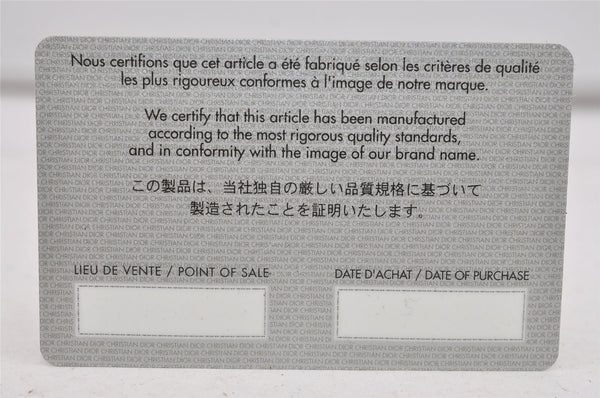 Nous certifions que cet article a été fabriqué selon les critères de qualité
les plus rigoureux conformes à l'image de notre marque.
We certify that this article has been manufactured
according to the most rigorous quality standards,
and in conformity with the image of our brand name.
この製品は、当社独自の厳しい品質規格に基づいて
製造されたことを証明いたします。
LIEU DE VENTE / POINT OF SALE
DATE D'ACHAT / DATE OF PURCHASE